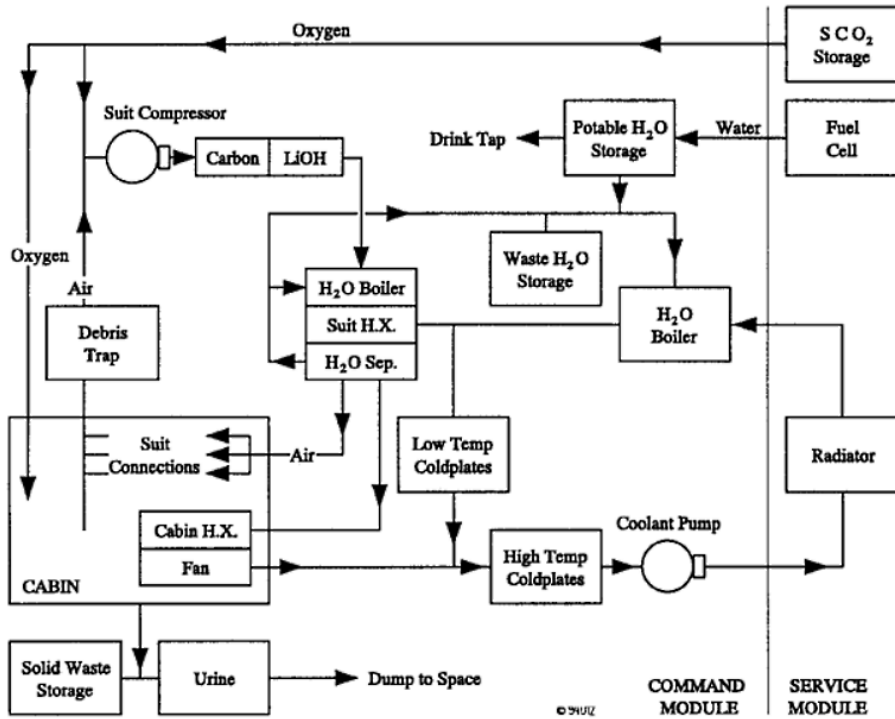 Oxygen
S C O₂
Storage
Suit Compressor
Carbon
LiOH
Drink Tap
Potable H₂O
Storage
Water
Fuel
Cell
Oxygen
Air
Debris
Trap
Waste H₂O
Storage
H₂O Boiler
Suit H.X.
H₂O Sep.
H₂O
Boiler
Suit
Connections
Air
Low Temp
Coldplates
Radiator
Cabin H.X.
Fan
CABIN
High Temp
Coldplates
Coolant Pump
Solid Waste
Storage
Urine
Dump to Space
COMMAND
MODULE
SERVICE
MODULE